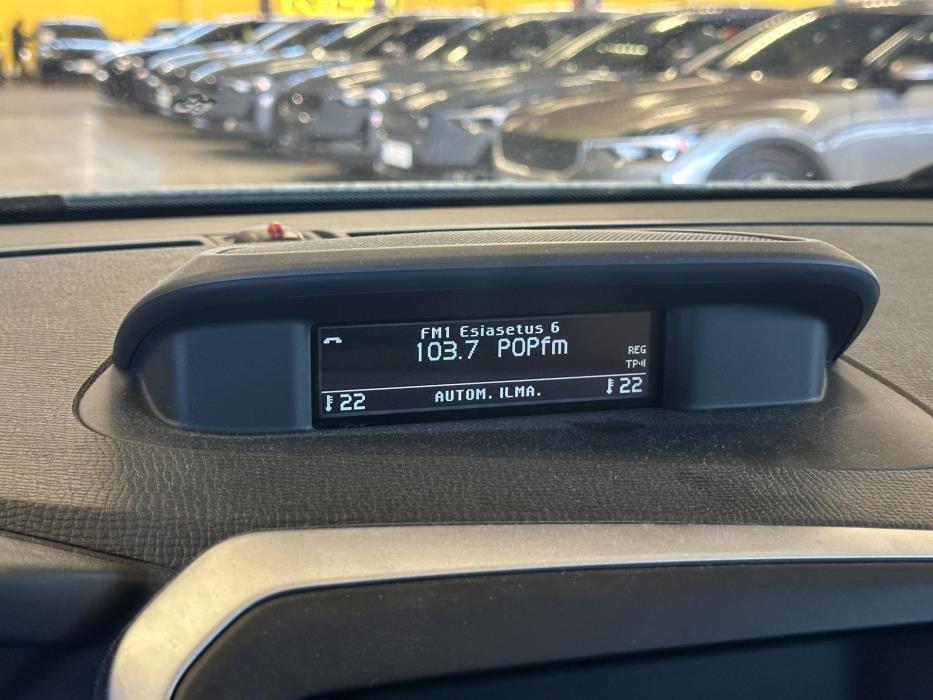 FM1 Esiasetus 6
103.7 POPfm
REG
TP
22 AUTOM. ILMA. 22